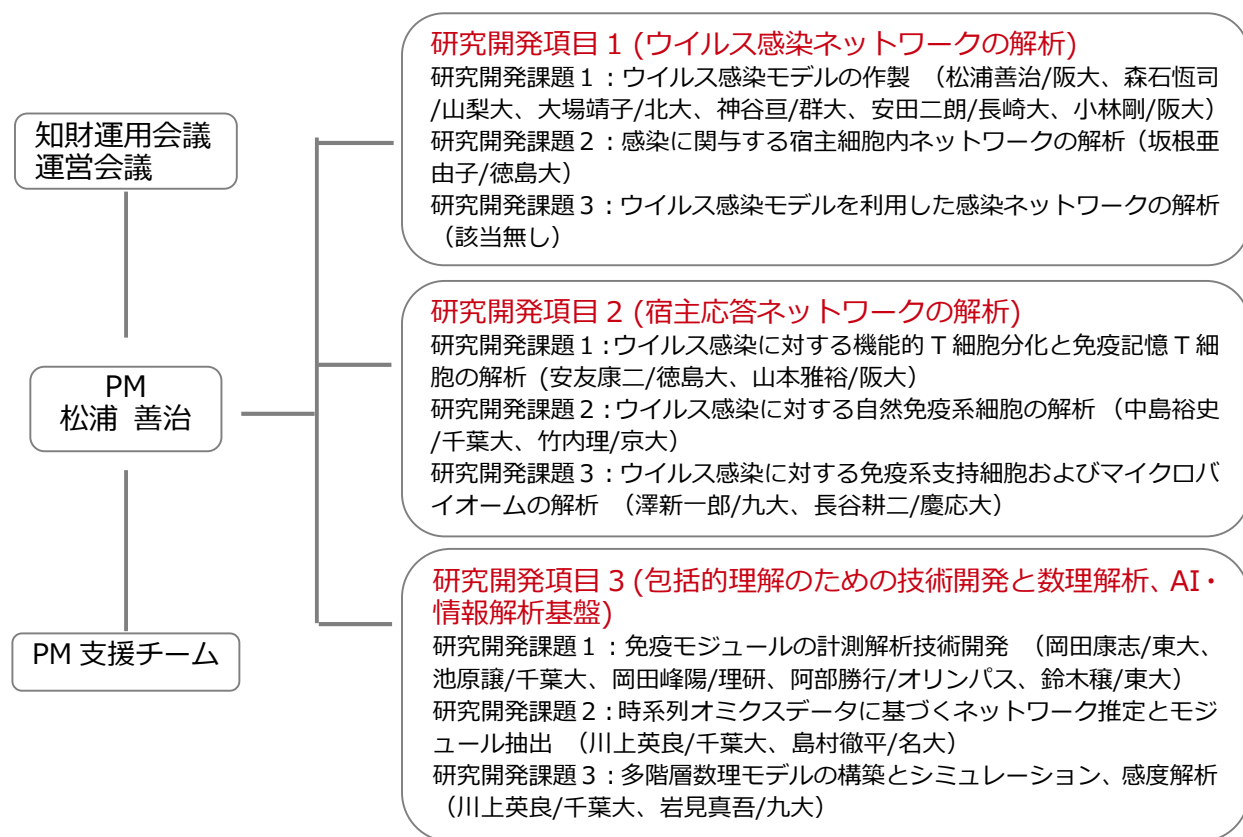 知財運用会議
運営会議
PM
松浦 善治
PM 支援チーム
研究開発項目 1 (ウイルス感染ネットワークの解析)
研究開発課題 1：ウイルス感染モデルの作製 （松浦善治/阪大、森石恆司
/山梨大、大場靖子/北大、神谷亘/群大、安田二朗/長崎大、小林剛/阪大）
研究開発課題 2：感染に関与する宿主細胞内ネットワークの解析（坂根亜
由子/徳島大）
研究開発課題 3：ウイルス感染モデルを利用した感染ネットワークの解析
（該当無し）
研究開発項目 2 (宿主応答ネットワークの解析)
研究開発課題 1：ウイルス感染に対する機能的 T 細胞分化と免疫記憶 T 細
胞の解析 (安友康二/徳島大、山本雅裕/阪大）
研究開発課題 2：ウイルス感染に対する自然免疫系細胞の解析 （中島裕史
/千葉大、竹内理/京大）
研究開発課題 3：ウイルス感染に対する免疫系支持細胞およびマイクロバ
イオームの解析 （澤新一郎/九大、長谷耕二/慶応大）
研究開発項目 3 (包括的理解のための技術開発と数理解析、AI・
情報解析基盤)
研究開発課題 1：免疫モジュールの計測解析技術開発 （岡田康志/東大、
池原譲/千葉大、岡田峰陽/理研、阿部勝行/オリンパス、鈴木穣/東大）
研究開発課題 2：時系列オミクスデータに基づくネットワーク推定とモジ
ュール抽出 （川上英良/千葉大、島村徹平/名大）
研究開発課題 3：多階層数理モデルの構築とシミュレーション、感度解析
（川上英良/千葉大、岩見真吾/九大）